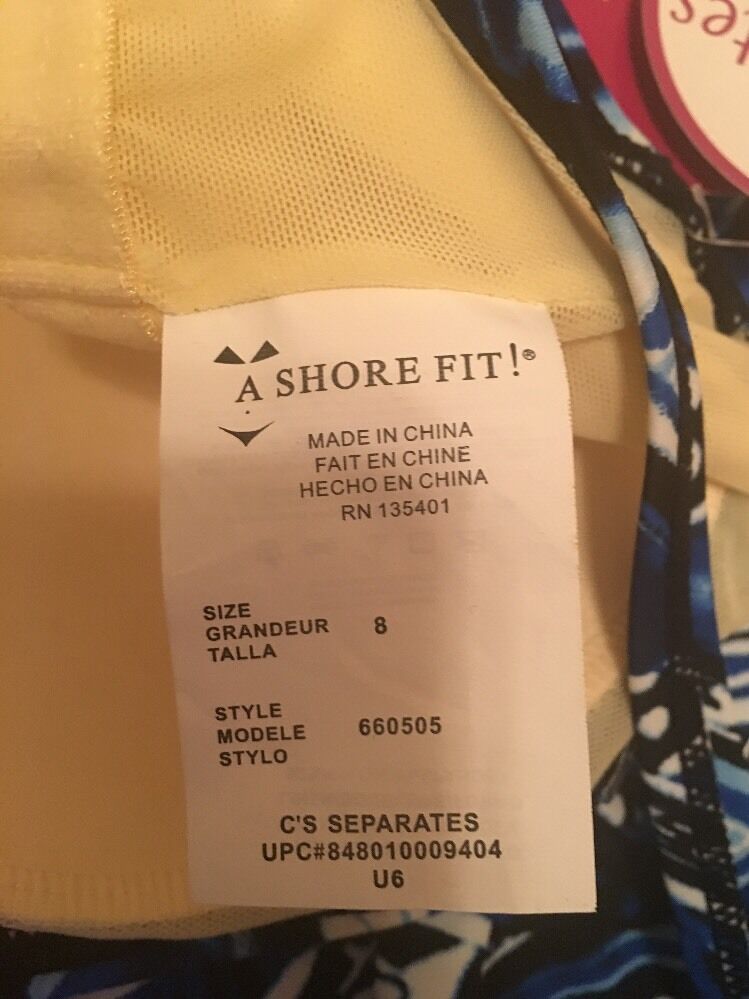 A SHORE FIT!®
MADE IN CHINA
FAIT EN CHINE
HECHO EN CHINA
RN 135401
SIZE
GRANDEUR 8
TALLA
STYLE
MODELE 660505
STYLO
C'S SEPARATES
UPC#848010009404
U6